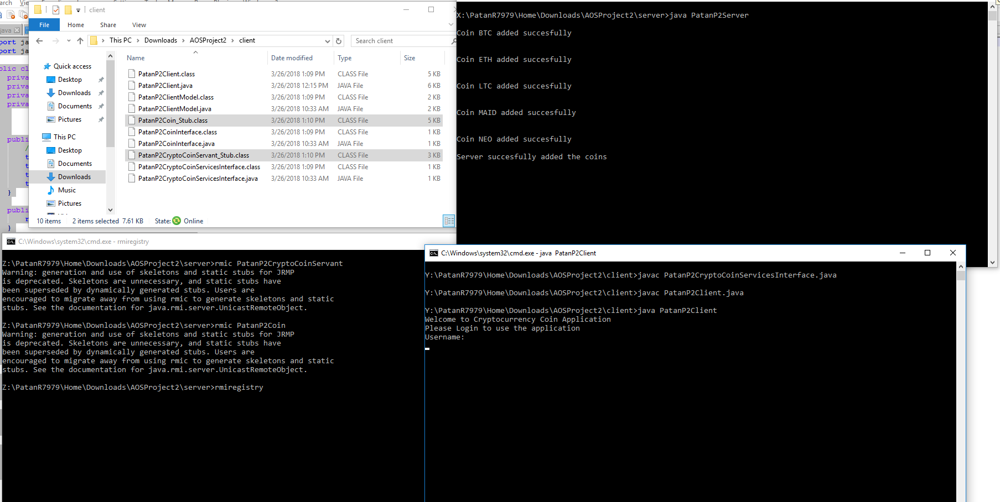 arch Vie
java
port ja
port ja
blic cl
priva
priva
priva
priva
publi
/
t
t
t
t
}
publi
r
}
client
File Home Share View
This PC Downloads AOSProject2 client
Search client
Name Date modified Type Size
Quick access
Desktop
Downloads
Documents
Pictures
This PC
Desktop
Documents
Downloads
Music
Pictures
PatanP2Client.class 3/26/2018 1:09 PM CLASS File 5 KB
PatanP2Client.java 3/26/2018 12:15 PM JAVA File 6 KB
PatanP2ClientModel.class 3/26/2018 1:09 PM CLASS File 2 KB
PatanP2ClientModel.java 3/26/2018 10:33 AM JAVA File 2 KB
PatanP2Coin_Stub.class 3/26/2018 1:10 PM CLASS File 5 KB
PatanP2CoinInterface.class 3/26/2018 1:09 PM CLASS File 1 KB
PatanP2CoinInterface.java 3/26/2018 10:33 AM JAVA File 1 KB
PatanP2CryptoCoinServant_Stub.class 3/26/2018 1:10 PM CLASS File 3 KB
PatanP2CryptoCoinServicesInterface.class 3/26/2018 1:09 PM CLASS File 1 KB
PatanP2CryptoCoinServicesInterface.java 3/26/2018 10:33 AM JAVA File 1 KB
10 items 2 items selected 7.61 KB State: Online
X:\PatanR7979\Home\Downloads\AOSProject2\server>java PatanP2Server
Coin BTC added succesfully
Coin ETH added succesfully
Coin LTC added succesfully
Coin MAID added succesfully
Coin NEO added succesfully
Server succesfully added the coins
C:\Windows\system32\cmd.exe - rmiregistry
Z:\PatanR7979\Home\Downloads\AOSProject2\server>rmic PatanP2CryptoCoinServant
Warning: generation and use of skeletons and static stubs for JRMP
is deprecated. Skeletons are unnecessary, and static stubs have
been superseded by dynamically generated stubs. Users are
encouraged to migrate away from using rmic to generate skeletons and static
stubs. See the documentation for java.rmi.server.UnicastRemoteObject.
Z:\PatanR7979\Home\Downloads\AOSProject2\server>rmic PatanP2Coin
Warning: generation and use of skeletons and static stubs for JRMP
is deprecated. Skeletons are unnecessary, and static stubs have
been superseded by dynamically generated stubs. Users are
encouraged to migrate away from using rmic to generate skeletons and static
stubs. See the documentation for java.rmi.server.UnicastRemoteObject.
Z:\PatanR7979\Home\Downloads\AOSProject2\server>rmiregistry
C:\Windows\system32\cmd.exe - java PatanP2Client
Y:\PatanR7979\Home\Downloads\AOSProject2\client>javac PatanP2CryptoCoinServicesInterface.java
Y:\PatanR7979\Home\Downloads\AOSProject2\client>javac PatanP2Client.java
Y:\PatanR7979\Home\Downloads\AOSProject2\client>java PatanP2Client
Welcome to Cryptocurrency Coin Application
Please Login to use the application
Username: